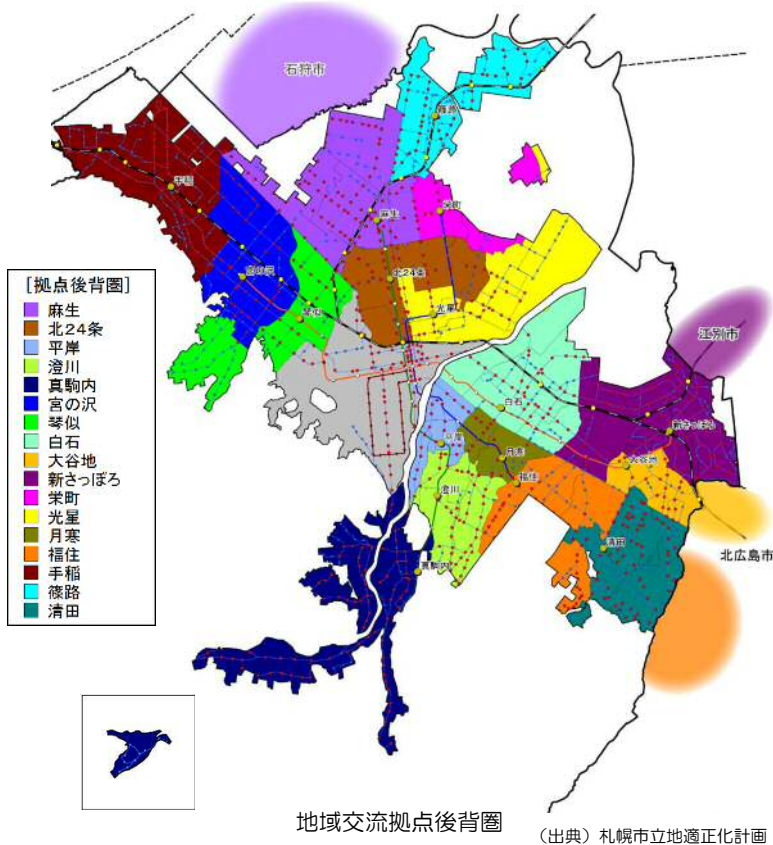 石狩市
篠路
手稲
麻生
栄町
宮の沢
北24条
琴似
光星
江別市
白石
新さっぽろ
平岸
月寒
大谷地
福住
澄川
清田
北広島市
真駒内
［拠点後背圏］
麻生
北２４条
平岸
澄川
真駒内
宮の沢
琴似
白石
大谷地
新さっぽろ
栄町
光星
月寒
福住
手稲
篠路
清田
地域交流拠点後背圏
（出典）札幌市立地適正化計画